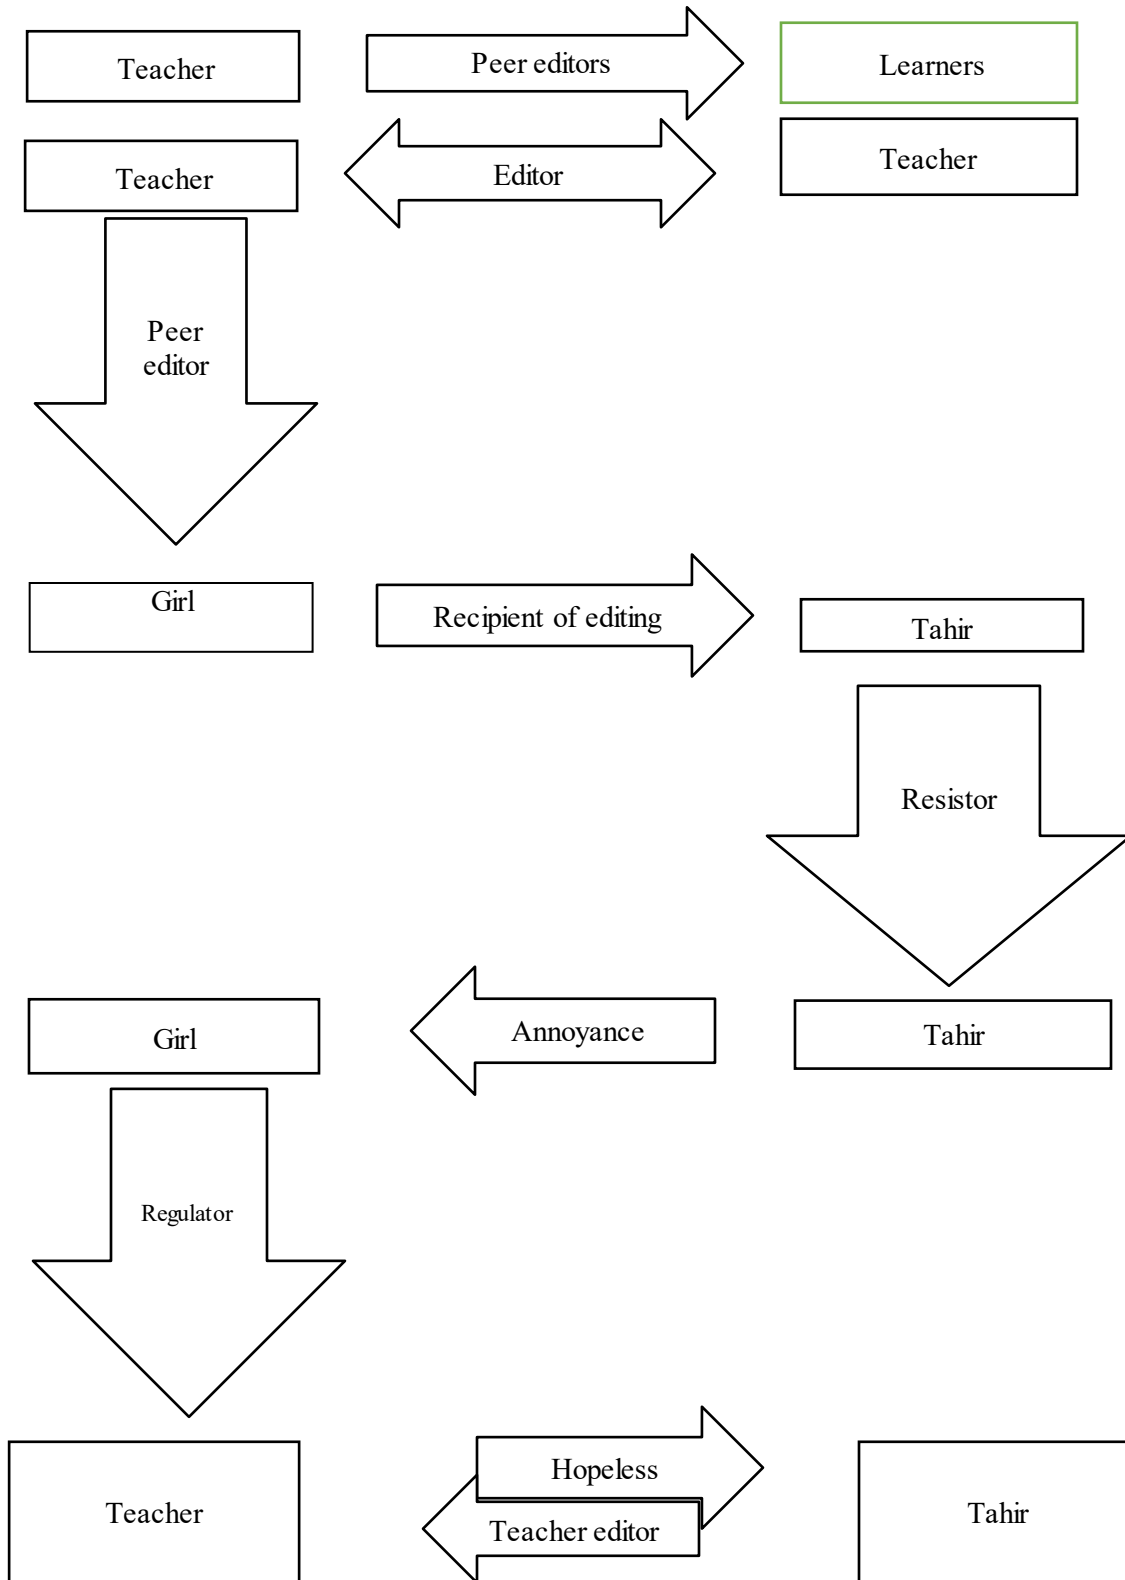 Teacher
Peer editors
Learners
Teacher
Editor
Teacher
Peer
editor
Girl
Recipient of editing
Tahir
Resistor
Girl
Annoyance
Tahir
Regulator
Teacher
Hopeless
Teacher editor
Tahir